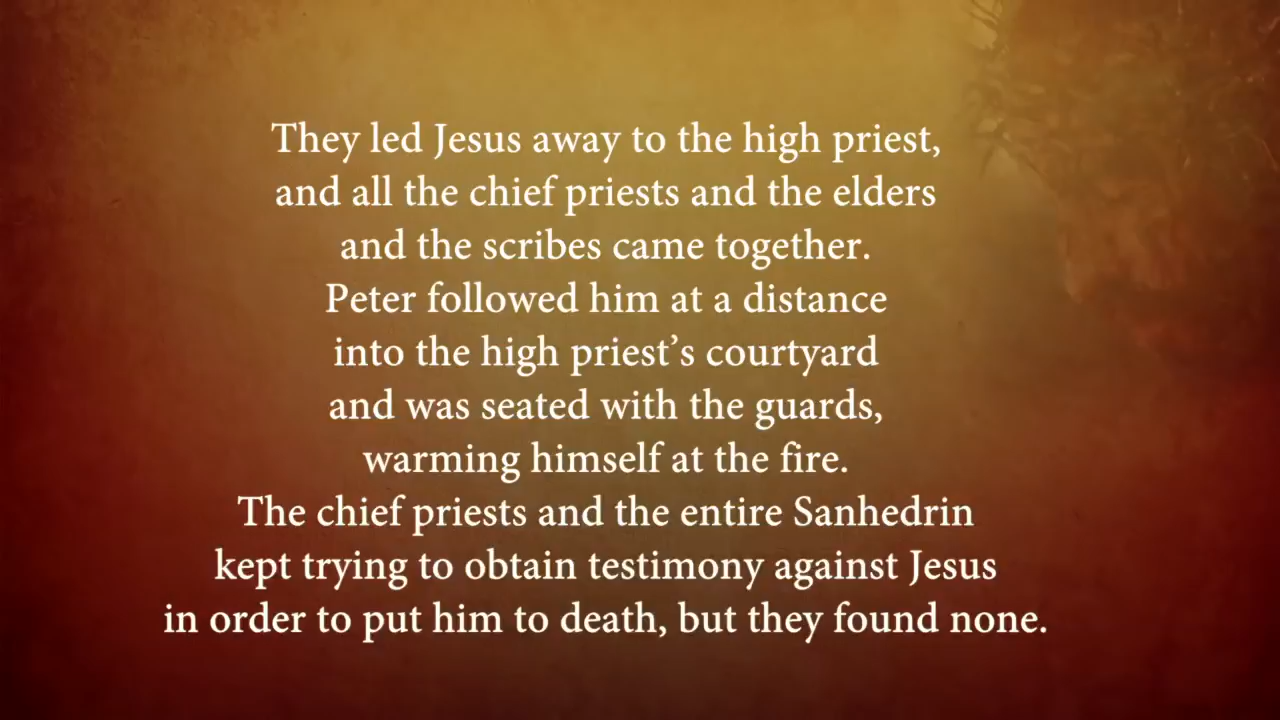 They led Jesus away to the high priest,
and all the chief priests and the elders
and the scribes came together.
Peter followed him at a distance
into the high priest’s courtyard
and was seated with the guards,
warming himself at the fire.
The chief priests and the entire Sanhedrin
kept trying to obtain testimony against Jesus
in order to put him to death, but they found none.